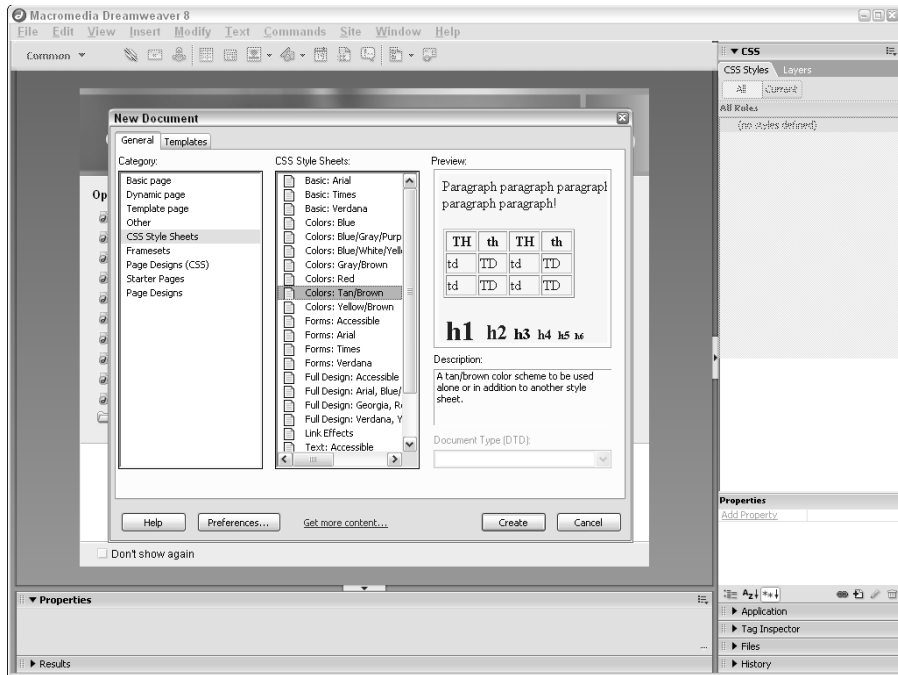 Macromedia Dreamweaver 8
File Edit View Insert Modify Text Commands Site Window Help
Common
CSS
CSS Styles Layers
All Current
All Rules
(no styles defined)
New Document
General Templates
Category:
Basic page
Dynamic page
Template page
Other
CSS Style Sheets
Framesets
Page Designs (CSS)
Starter Pages
Page Designs
CSS Style Sheets:
Basic: Arial
Basic: Times
Basic: Verdana
Colors: Blue
Colors: Blue/Gray/Purp
Colors: Blue/White/Yell
Colors: Gray/Brown
Colors: Red
Colors: Tan/Brown
Colors: Yellow/Brown
Forms: Accessible
Forms: Arial
Forms: Times
Forms: Verdana
Full Design: Accessible
Full Design: Arial, Blue/
Full Design: Georgia, Re
Full Design: Verdana, Y
Link Effects
Text: Accessible
Preview:
Paragraph paragraph paragrapl
paragraph paragraph!
TH th TH th
td TD td TD
td TD td TD
h1 h2 h3 h4 h5 h6
Description:
A tan/brown color scheme to be used
alone or in addition to another style
sheet.
Document Type (DTD):
Help Preferences... Get more content... Create Cancel
Op
Don't show again
Properties
Add Property
Properties
...
Results
Application
Tag Inspector
Files
History